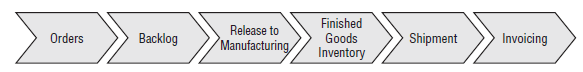 Orders
Backlog
Release to
Manufacturing
Finished
Goods
Inventory
Shipment
Invoicing